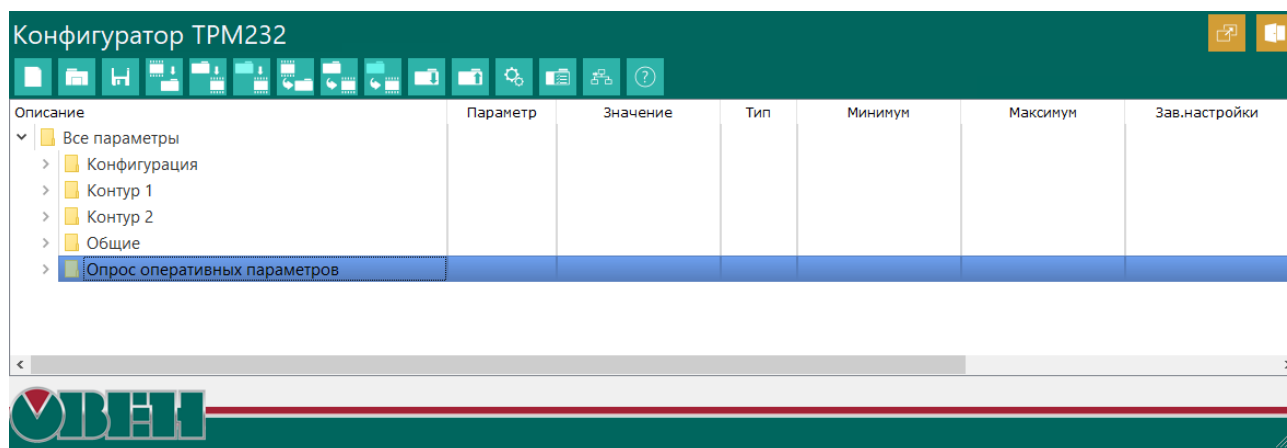 Конфигуратор ТРМ232
Описание Параметр Значение Тип Минимум Максимум Зав.настройки
Все параметры
Конфигурация
Контур 1
Контур 2
Общие
Опрос оперативных параметров
ОВЕН